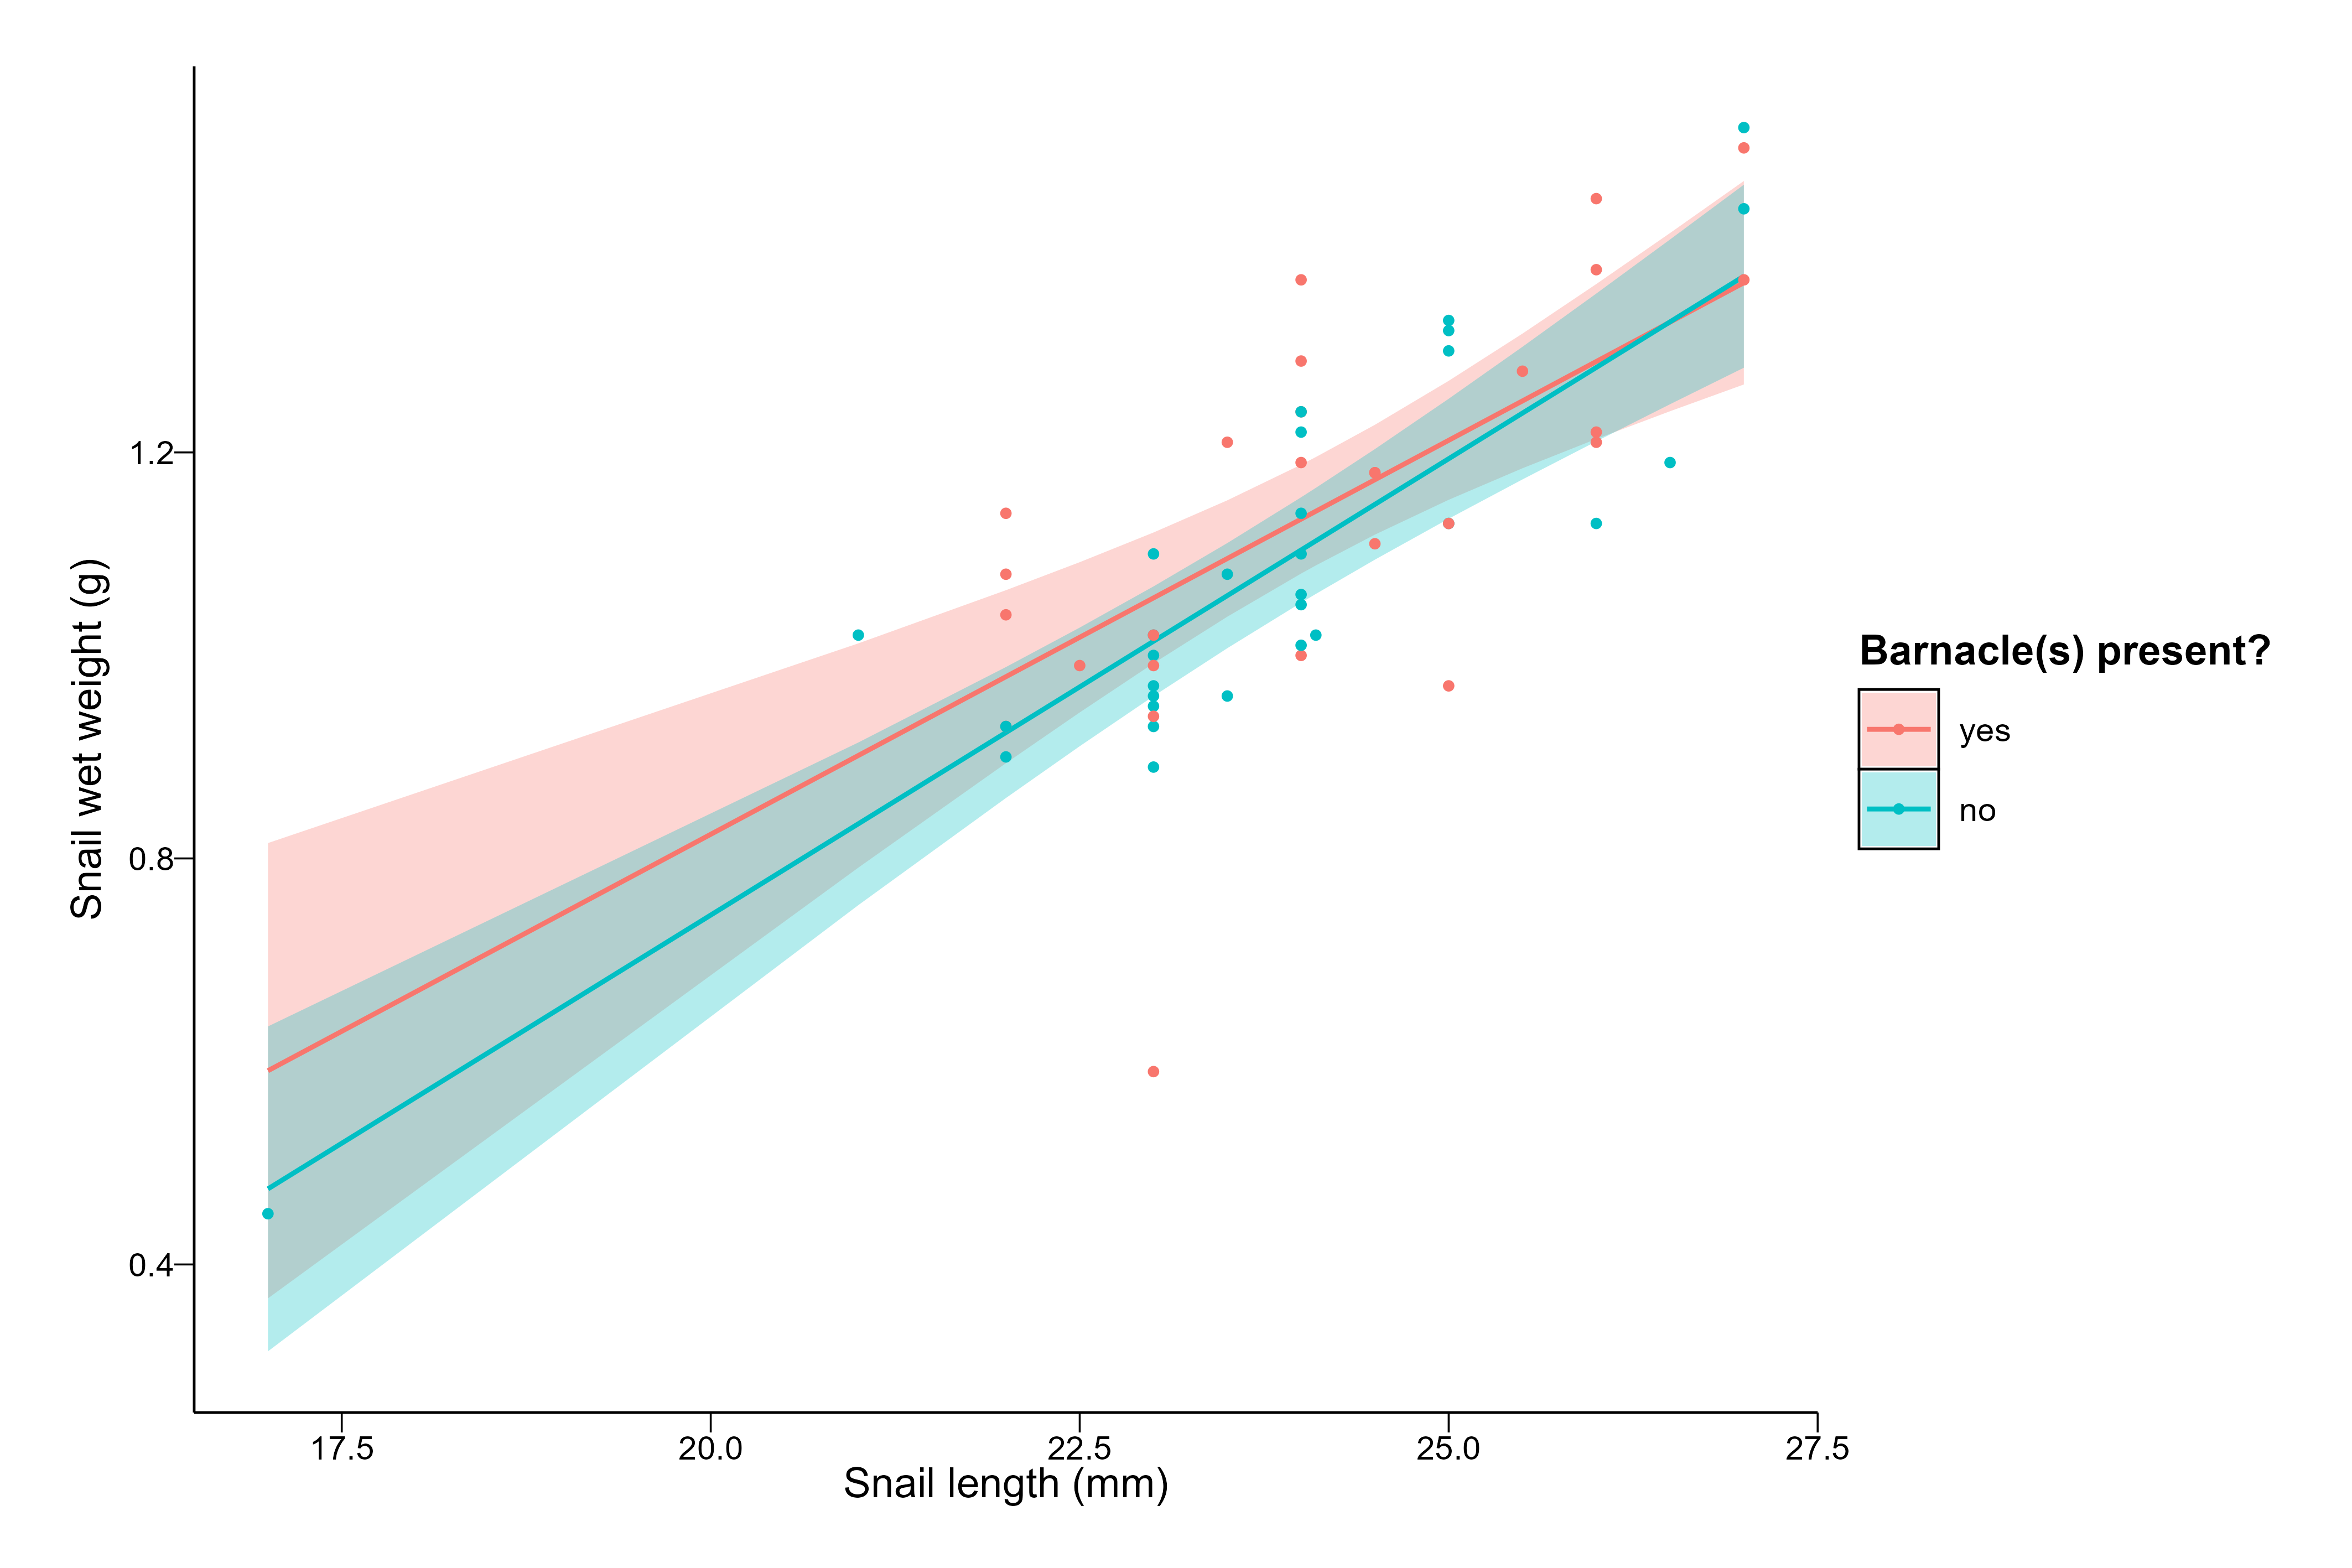 Snail wet weight (g)
1.2
0.8
0.4
17.5 20.0 22.5 25.0 27.5
Snail length (mm)
Barnacle(s) present?
yes
no